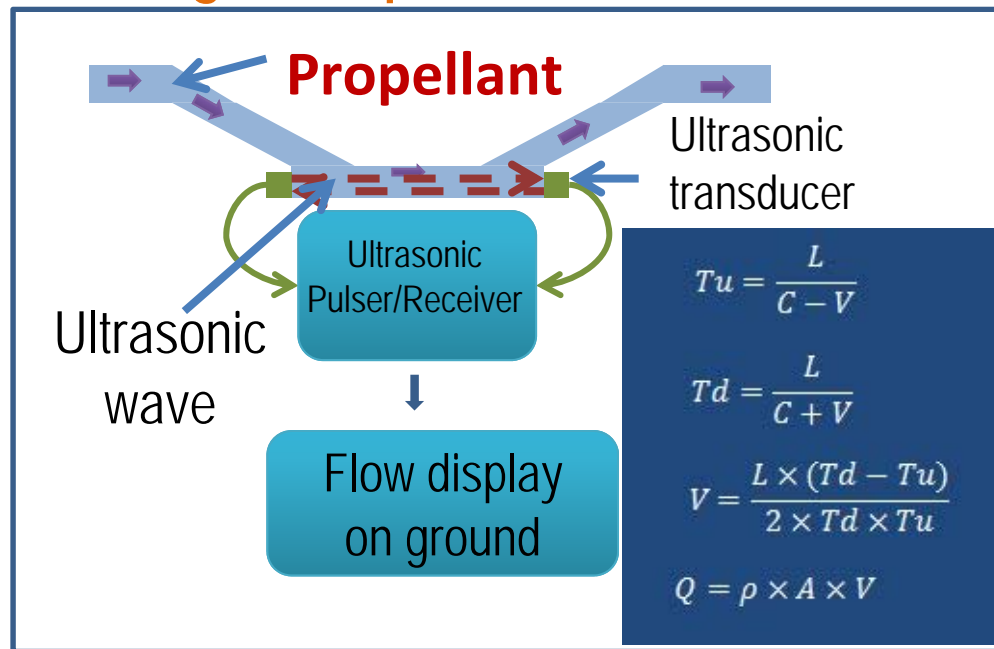 Propellant
Ultrasonic
transducer
Ultrasonic
Pulser/Receiver
Ultrasonic
wave
Flow display
on ground
Tu = L / (C − V)
Td = L / (C + V)
V = L × (Td − Tu) / (2 × Td × Tu)
Q = ρ × A × V